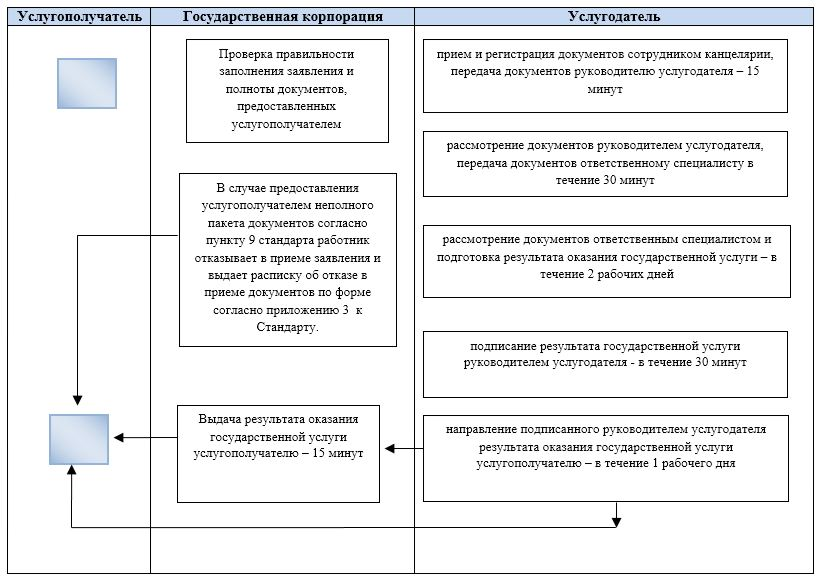 Услугополучатель
Государственная корпорация
Услугодатель
Проверка правильности
заполнения заявления и
полноты документов,
предоставленных
услугополучателем
В случае предоставления
услугополучателем неполного
пакета документов согласно
пункту 9 стандарта работник
отказывает в приеме заявления и
выдает расписку об отказе в
приеме документов по форме
согласно приложению 3 к
Стандарту.
Выдача результата оказания
государственной услуги
услугополучателю – 15 минут
прием и регистрация документов сотрудником канцелярии,
передача документов руководителю услугодателя – 15
минут
рассмотрение документов руководителем услугодателя,
передача документов ответственному специалисту в
течение 30 минут
рассмотрение документов ответственным специалистом и
подготовка результата оказания государственной услуги – в
течение 2 рабочих дней
подписание результата государственной услуги
руководителем услугодателя - в течение 30 минут
направление подписанного руководителем услугодателя
результата оказания государственной услуги
услугополучателю – в течение 1 рабочего дня